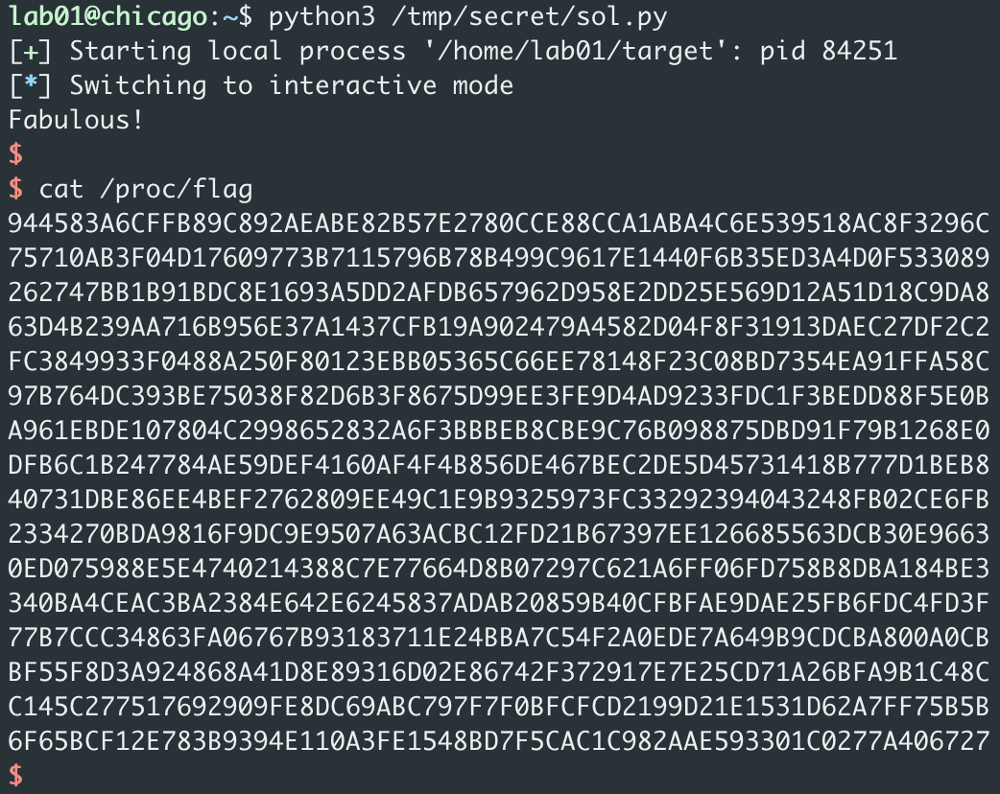 lab01@chicago:~$ python3 /tmp/secret/sol.py
[+] Starting local process '/home/lab01/target': pid 84251
[*] Switching to interactive mode
Fabulous!
$
$ cat /proc/flag
944583A6CFFB89C892AEABE82B57E2780CCE88CCA1ABA4C6E539518AC8F3296C
75710AB3F04D17609773B7115796B78B499C9617E1440F6B35ED3A4D0F533089
262747BB1B91BDC8E1693A5DD2AFDB657962D958E2DD25E569D12A51D18C9DA8
63D4B239AA716B956E37A1437CFB19A902479A4582D04F8F31913DAEC27DF2C2
FC3849933F0488A250F80123EBB05365C66EE78148F23C08BD7354EA91FFA58C
97B764DC393BE75038F82D6B3F8675D99EE3FE9D4AD9233FDC1F3BEDD88F5E0B
A961EBDE107804C2998652832A6F3BBBEB8CBE9C76B098875DBD91F79B1268E0
DFB6C1B247784AE59DEF4160AF4F4B856DE467BEC2DE5D45731418B777D1BEB8
40731DBE86EE4BEF2762809EE49C1E9B9325973FC33292394043248FB02CE6FB
2334270BDA9816F9DC9E9507A63ACBC12FD21B67397EE126685563DCB30E9663
0ED075988E5E4740214388C7E77664D8B07297C621A6FF06FD758B8DBA184BE3
340BA4CEAC3BA2384E642E6245837ADAB20859B40CFBFAE9DAE25FB6FDC4FD3F
77B7CCC34863FA06767B93183711E24BBA7C54F2A0EDE7A649B9CDCBA800A0CB
BF55F8D3A924868A41D8E89316D02E86742F372917E7E25CD71A26BFA9B1C48C
C145C277517692909FE8DC69ABC797F7F0BFCFCD2199D21E1531D62A7FF75B5B
6F65BCF12E783B9394E110A3FE1548BD7F5CAC1C982AAE593301C0277A406727
$